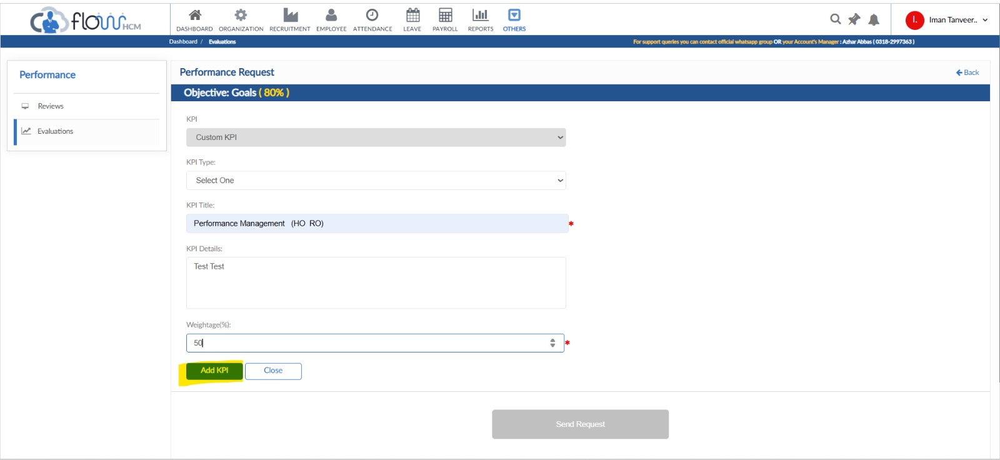 flowHCM
DASHBOARD ORGANIZATION RECRUITMENT EMPLOYEE ATTENDANCE LEAVE PAYROLL REPORTS OTHERS
I. Iman Tanveer..
Dashboard / Evaluations
For support queries you can contact official whatsapp group OR your Account's Manager : Azhar Abbas ( 0318-2997363 )
Performance
Reviews
Evaluations
Performance Request
Back
Objective: Goals ( 80% )
KPI
Custom KPI
KPI Type:
Select One
KPI Title:
Performance Management (HO RO)
*
KPI Details:
Test Test
Weightage(%):
50
*
Add KPI Close
Send Request